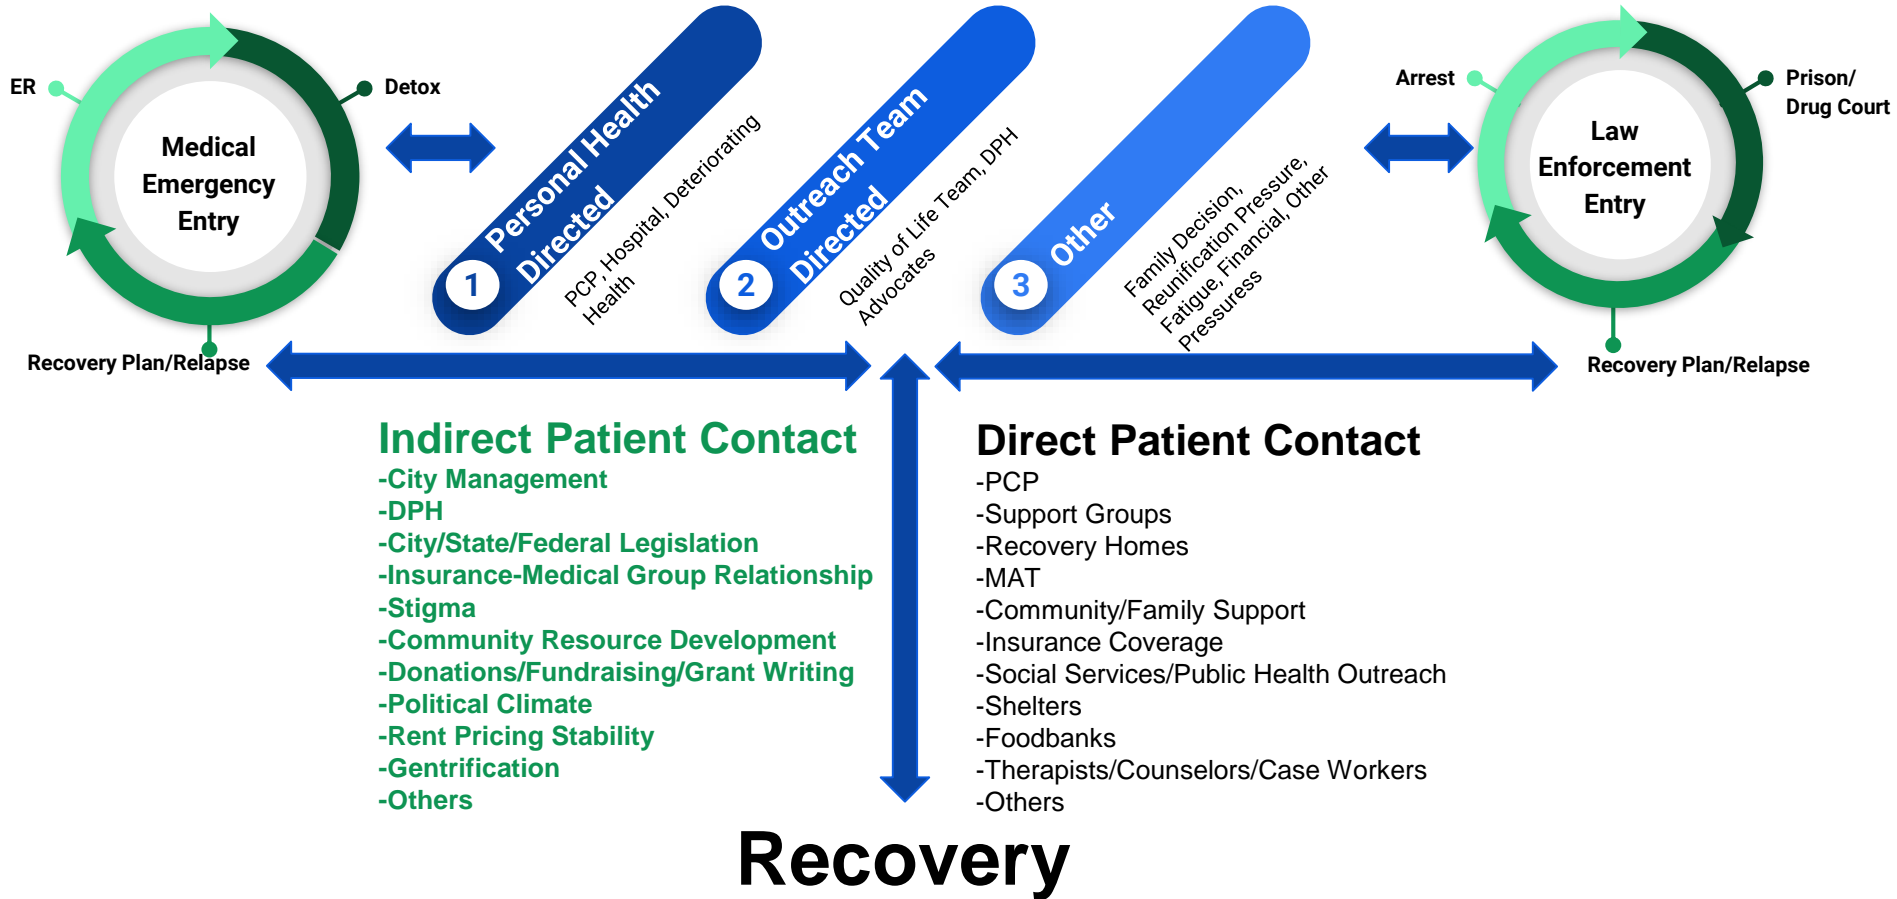 ER
Detox
Medical
Emergency
Entry
Recovery Plan/Relapse
1
Personal Health
Directed
PCP, Hospital, Deteriorating
Health
2
Outreach Team
Directed
Quality of Life Team, DPH
Advocates
3
Other
Family Decision,
Reunification Pressure,
Fatigue, Financial, Other
Pressuress
Arrest
Prison/
Drug Court
Law
Enforcement
Entry
Recovery Plan/Relapse
Indirect Patient Contact
-City Management
-DPH
-City/State/Federal Legislation
-Insurance-Medical Group Relationship
-Stigma
-Community Resource Development
-Donations/Fundraising/Grant Writing
-Political Climate
-Rent Pricing Stability
-Gentrification
-Others
Direct Patient Contact
-PCP
-Support Groups
-Recovery Homes
-MAT
-Community/Family Support
-Insurance Coverage
-Social Services/Public Health Outreach
-Shelters
-Foodbanks
-Therapists/Counselors/Case Workers
-Others
Recovery